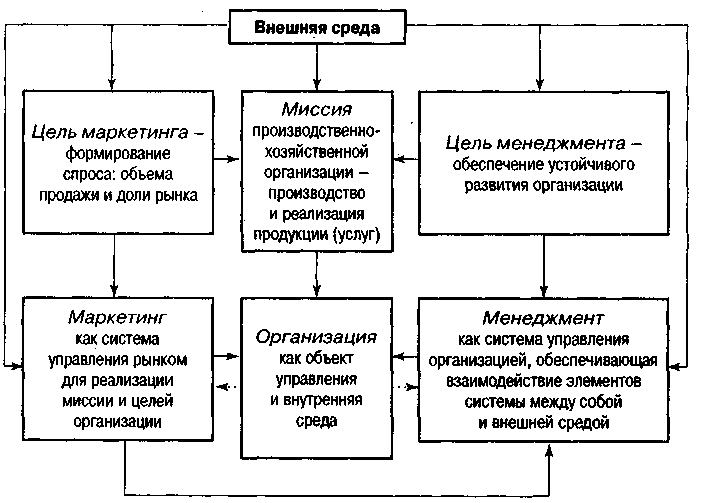 Внешняя среда
Цель маркетинга –
формирование
спроса: объема
продажи и доли рынка
Миссия
производственно-
хозяйственной
организации –
производство
и реализация
продукции (услуг)
Цель менеджмента –
обеспечение устойчивого
развития организации
Маркетинг
как система
управления рынком
для реализации
миссии и целей
организации
Организация
как объект
управления
и внутренняя
среда
Менеджмент
как система управления
организацией, обеспечивающая
взаимодействие элементов
системы между собой
и внешней средой